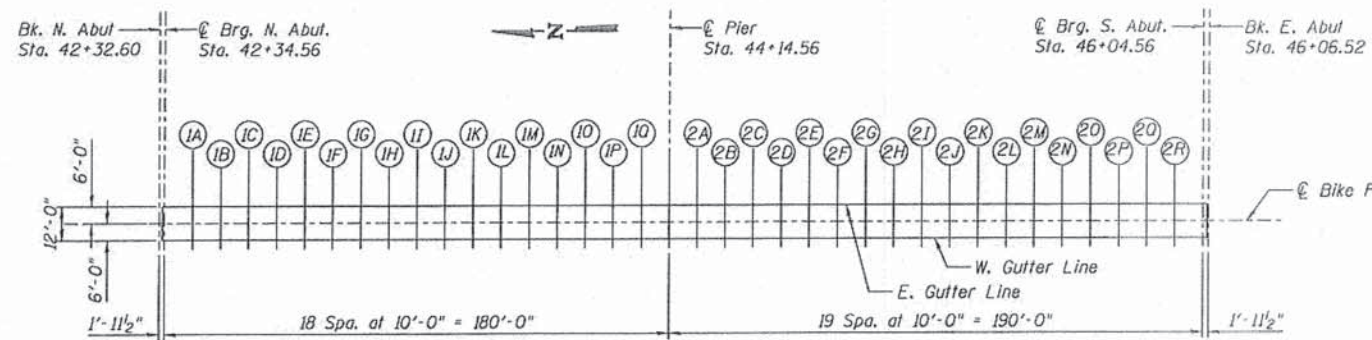 Bk. N. Abut
Sta. 42+32.60
℄ Brg. N. Abut.
Sta. 42+34.56
N
℄ Pier
Sta. 44+14.56
℄ Brg. S. Abut.
Sta. 46+04.56
Bk. E. Abut
Sta. 46+06.52
1A 1B 1C 1D 1E 1F 1G 1H 1I 1J 1K 1L 1M 1N 1O 1P 1Q
2A 2B 2C 2D 2E 2F 2G 2H 2I 2J 2K 2L 2M 2N 2O 2P 2Q 2R
6'-0"
12'-0"
6'-0"
℄ Bike P
W. Gutter Line
E. Gutter Line
1'-11½"
18 Spa. at 10'-0" = 180'-0"
19 Spa. at 10'-0" = 190'-0"
1'-11½"